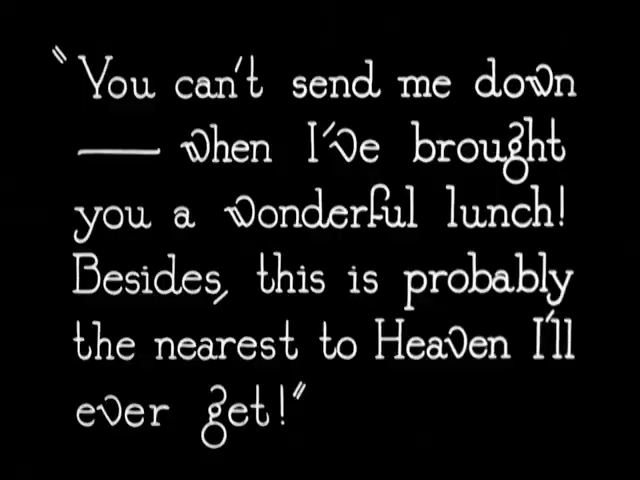 "You can't send me down
— when I've brought
you a wonderful lunch!
Besides, this is probably
the nearest to Heaven I'll
ever get!"